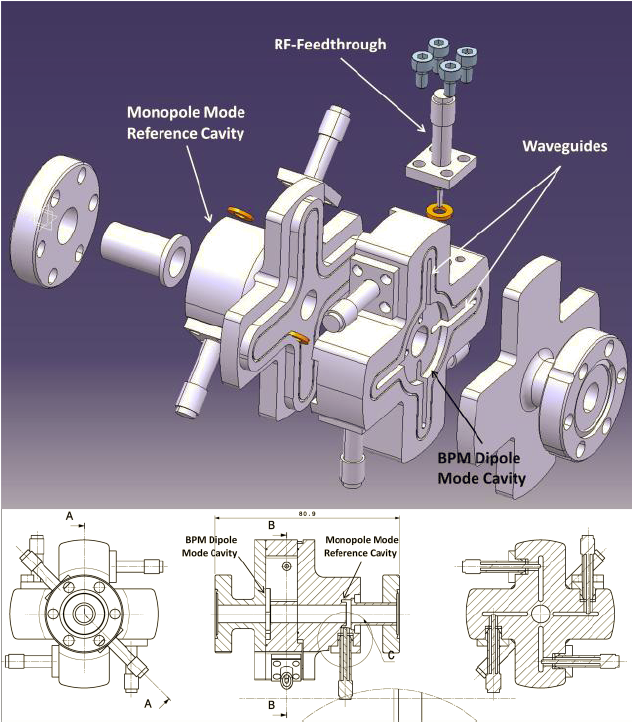 RF-Feedthrough
Monopole Mode
Reference Cavity
Waveguides
BPM Dipole
Mode Cavity
80.9
A
B
BPM Dipole
Mode Cavity
Monopole Mode
Reference Cavity
C
A
B